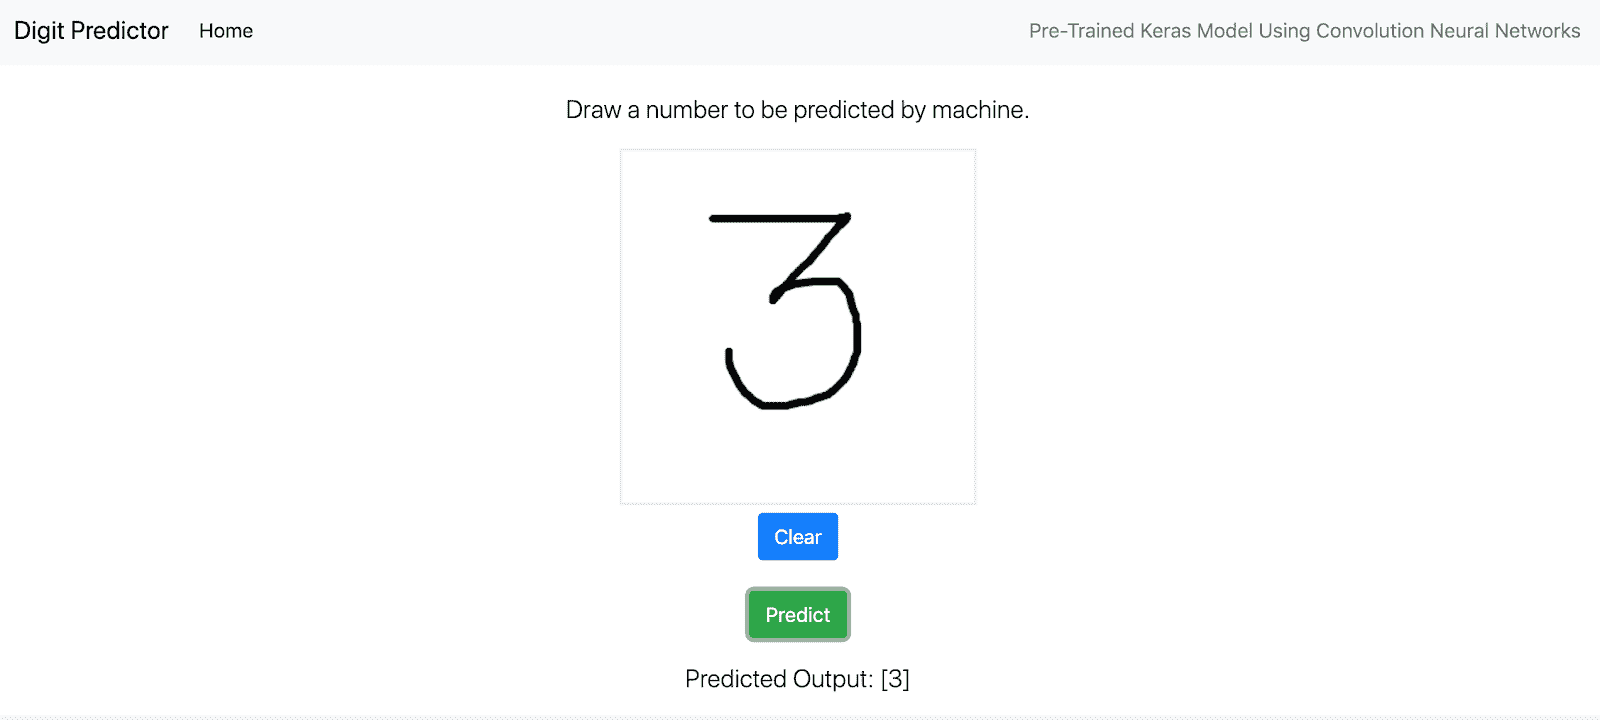 Digit Predictor Home Pre-Trained Keras Model Using Convolution Neural Networks
Draw a number to be predicted by machine.
3
Clear
Predict
Predicted Output: [3]